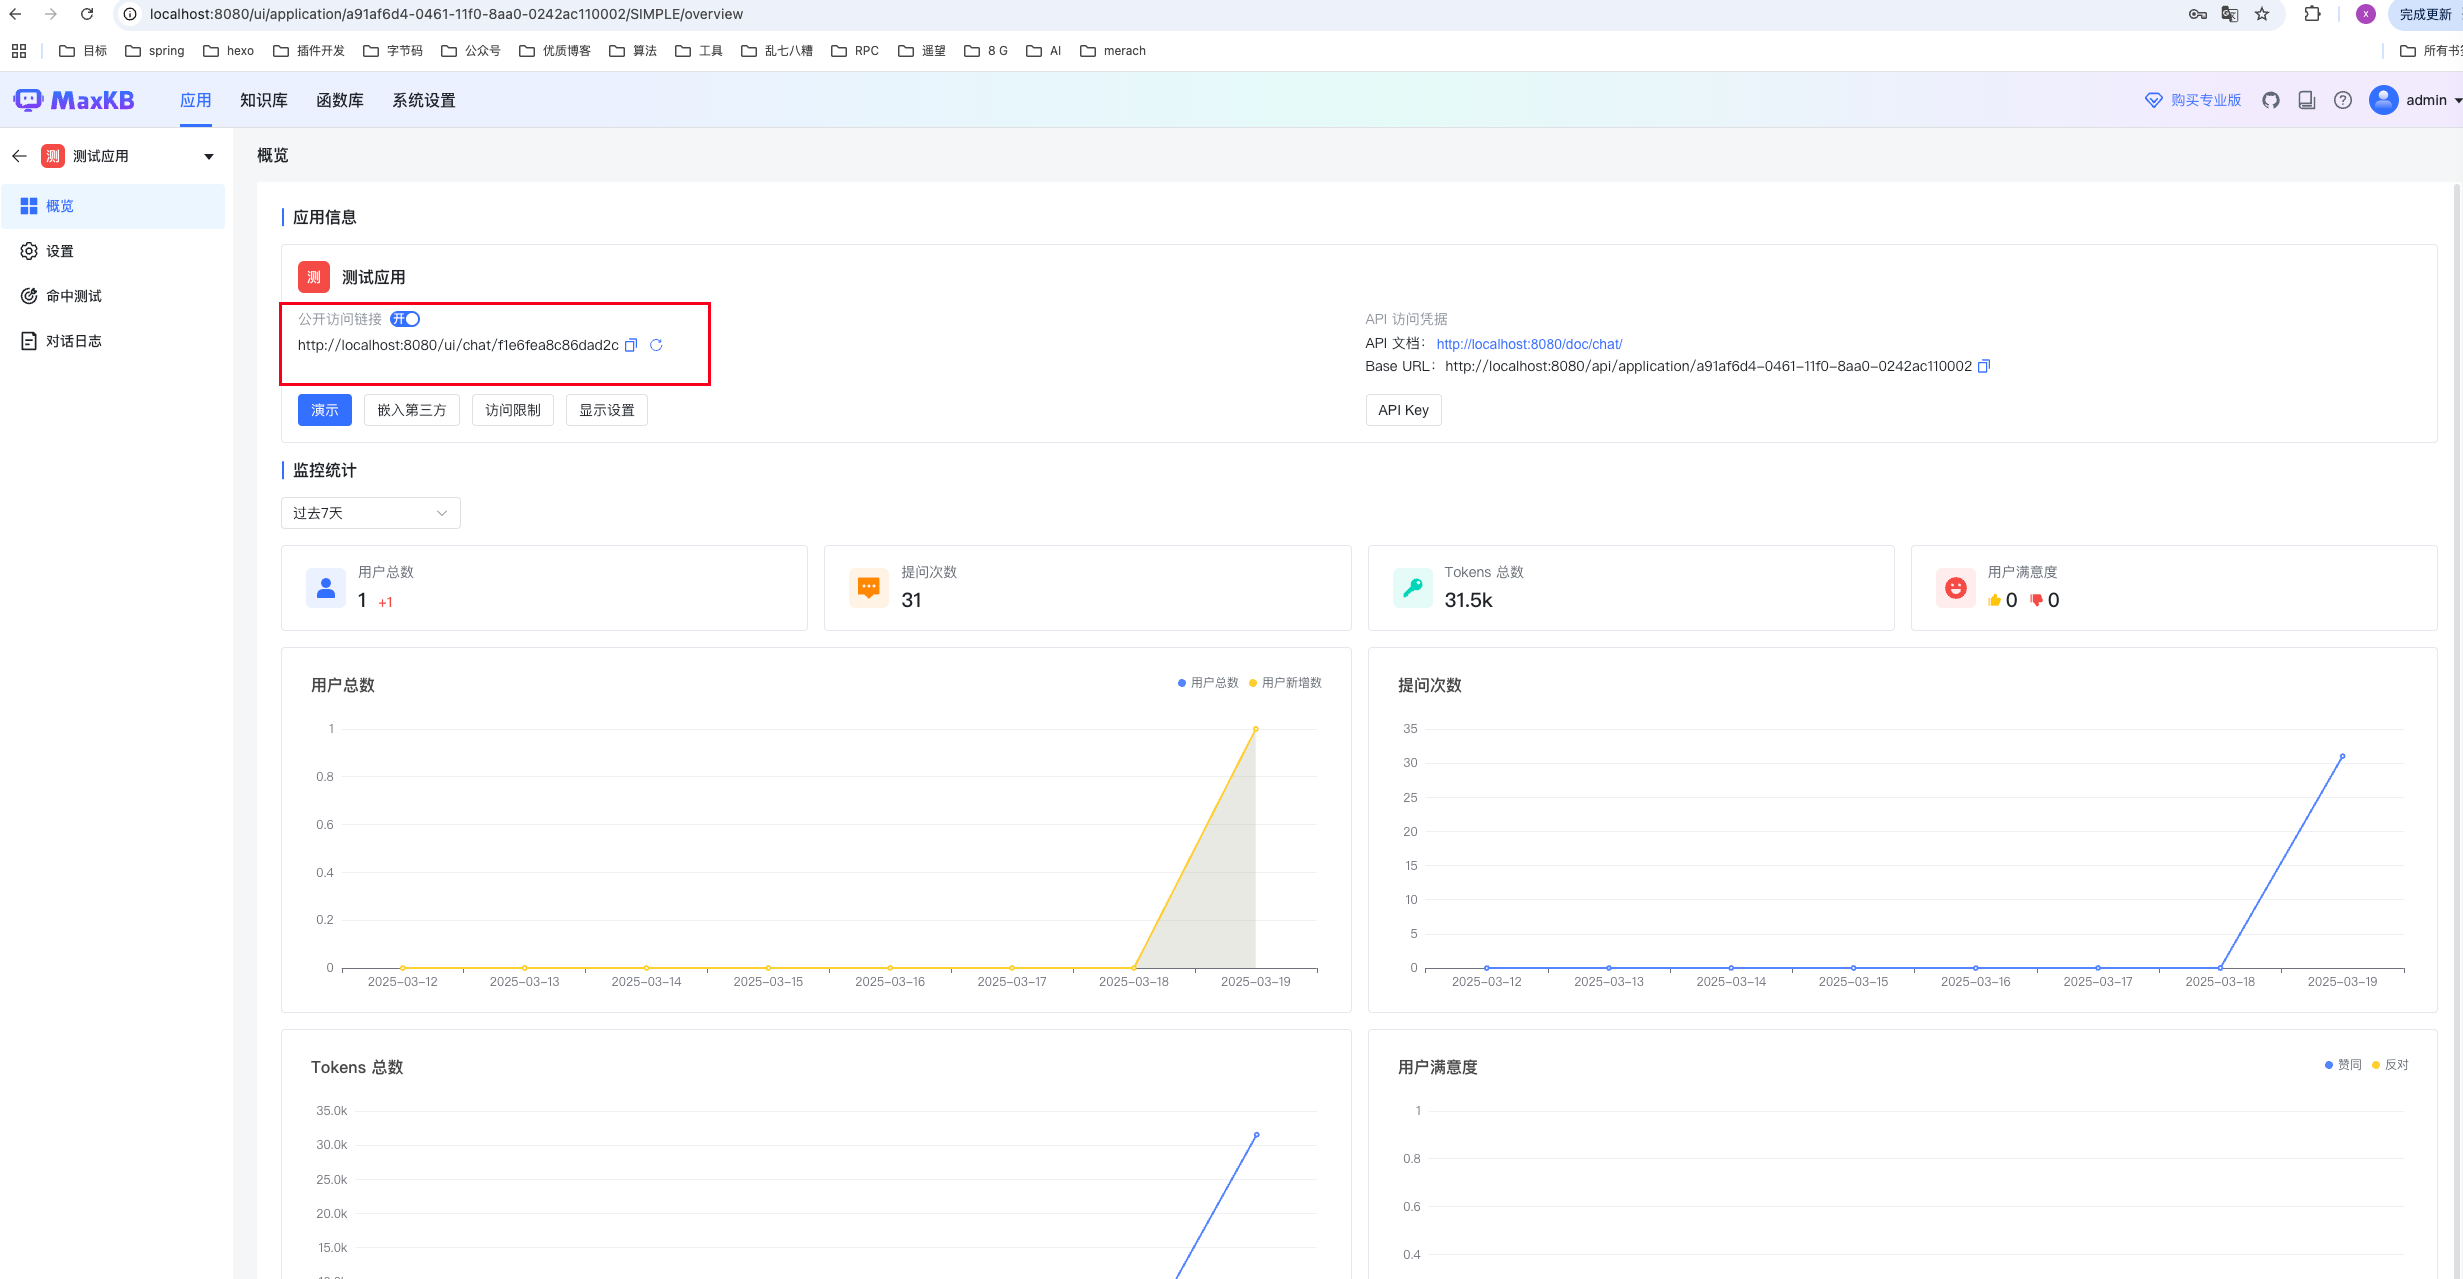 localhost:8080/ui/application/a91af6d4-0461-11f0-8aa0-0242ac110002/SIMPLE/overview
x
完成更新
目标
spring
hexo
插件开发
字节码
公众号
优质博客
算法
工具
乱七八糟
RPC
遥望
8 G
AI
merach
所有书
MaxKB
应用
知识库
函数库
系统设置
购买专业版
admin
测
测试应用
概览
设置
命中测试
对话日志
概览
应用信息
测
测试应用
公开访问链接
开
http://localhost:8080/ui/chat/f1e6fea8c86dad2c
演示
嵌入第三方
访问限制
显示设置
API 访问凭据
API 文档： http://localhost:8080/doc/chat/
Base URL： http://localhost:8080/api/application/a91af6d4-0461-11f0-8aa0-0242ac110002
API Key
监控统计
过去7天
用户总数
1 +1
提问次数
31
Tokens 总数
31.5k
用户满意度
0 0
用户总数
用户总数 用户新增数
1
0.8
0.6
0.4
0.2
0
2025-03-12 2025-03-13 2025-03-14 2025-03-15 2025-03-16 2025-03-17 2025-03-18 2025-03-19
提问次数
35
30
25
20
15
10
5
0
2025-03-12 2025-03-13 2025-03-14 2025-03-15 2025-03-16 2025-03-17 2025-03-18 2025-03-19
Tokens 总数
35.0k
30.0k
25.0k
20.0k
15.0k
用户满意度
赞同 反对
1
0.8
0.6
0.4